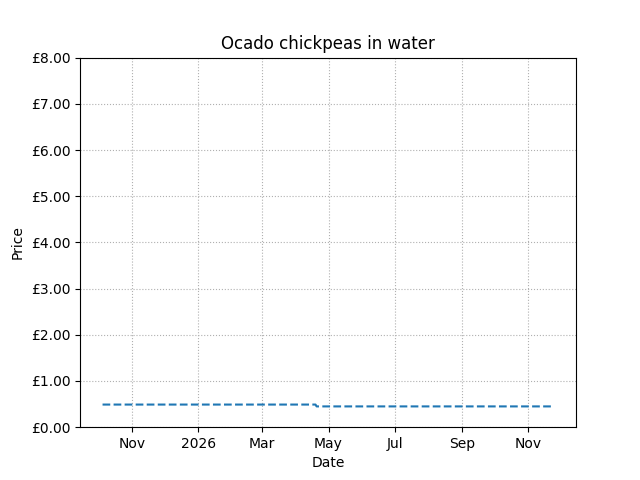 Ocado chickpeas in water
£8.00
£7.00
£6.00
£5.00
£4.00
£3.00
£2.00
£1.00
£0.00
Price
Nov 2026 Mar May Jul Sep Nov
Date